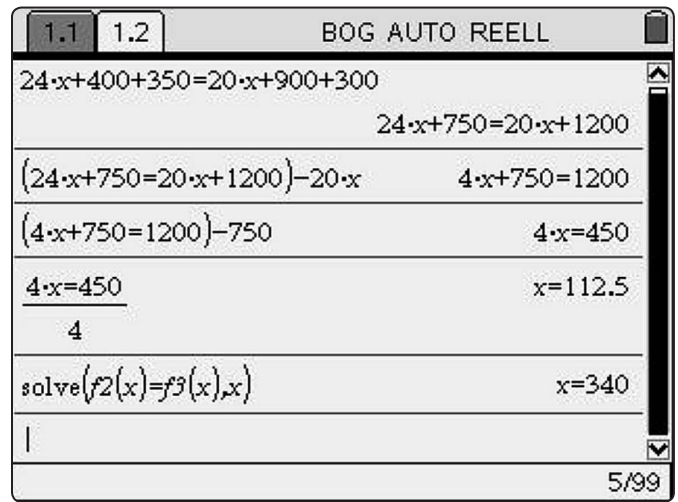 1.1 1.2 BOG AUTO REELL
24·x+400+350=20·x+900+300
24·x+750=20·x+1200
(24·x+750=20·x+1200)−20·x 4·x+750=1200
(4·x+750=1200)−750 4·x=450
4·x=450 x=112.5
4
solve(f2(x)=f3(x),x) x=340
5/99